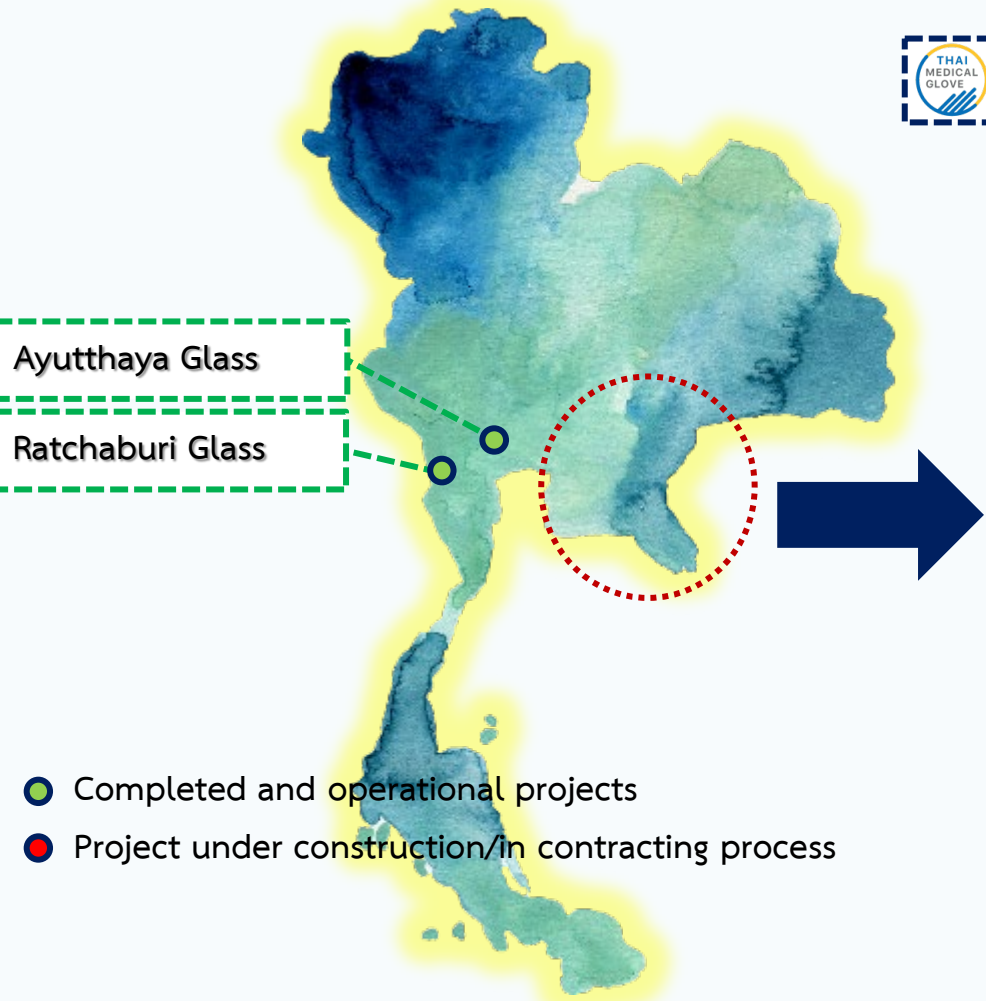 THAI
MEDICAL
GLOVE
Ayutthaya Glass
Ratchaburi Glass
Completed and operational projects
Project under construction/in contracting process